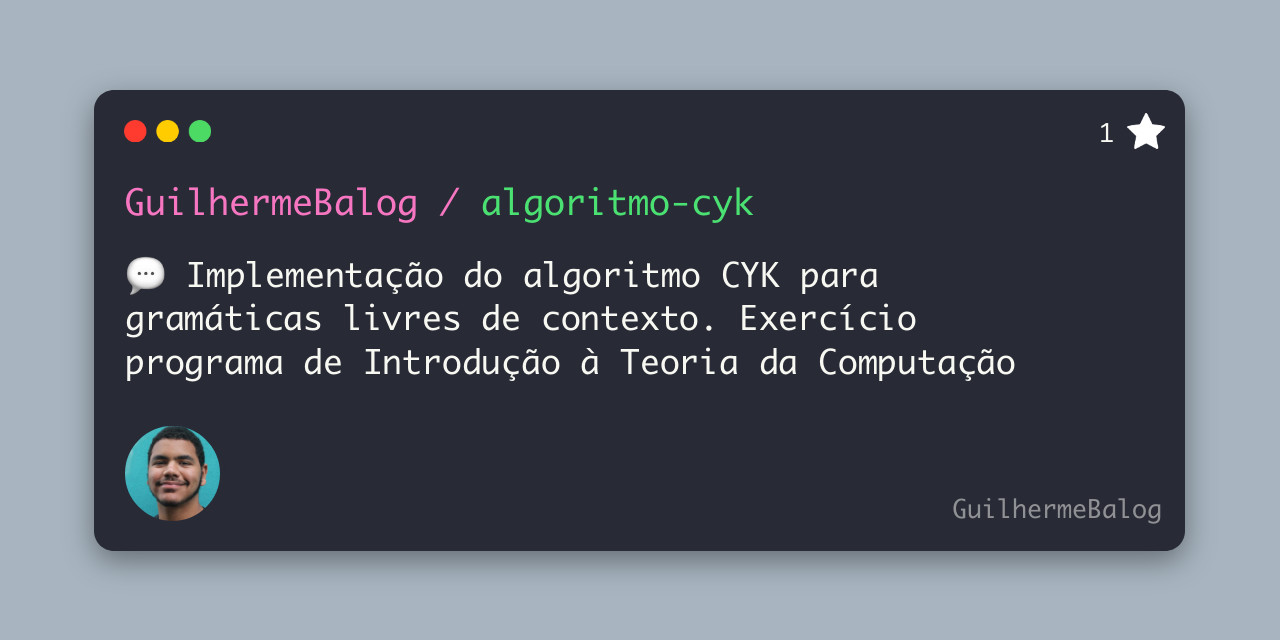 1
GuilhermeBalog / algoritmo-cyk
💬 Implementação do algoritmo CYK para
gramáticas livres de contexto. Exercício
programa de Introdução à Teoria da Computação
GuilhermeBalog